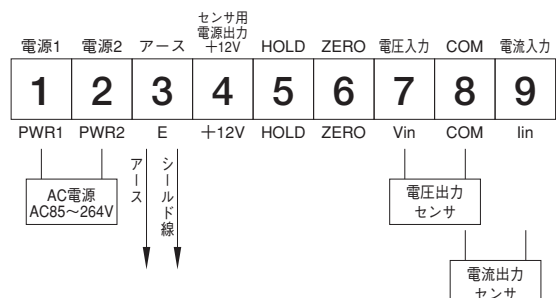 センサ用
電源出力
電源1 電源2 アース ＋12V HOLD ZERO 電圧入力 COM 電流入力
1 2 3 4 5 6 7 8 9
PWR1 PWR2 E ＋12V HOLD ZERO Vin COM Iin
アース
シールド線
AC電源
AC85～264V
電圧出力
センサ
電流出力
センサ